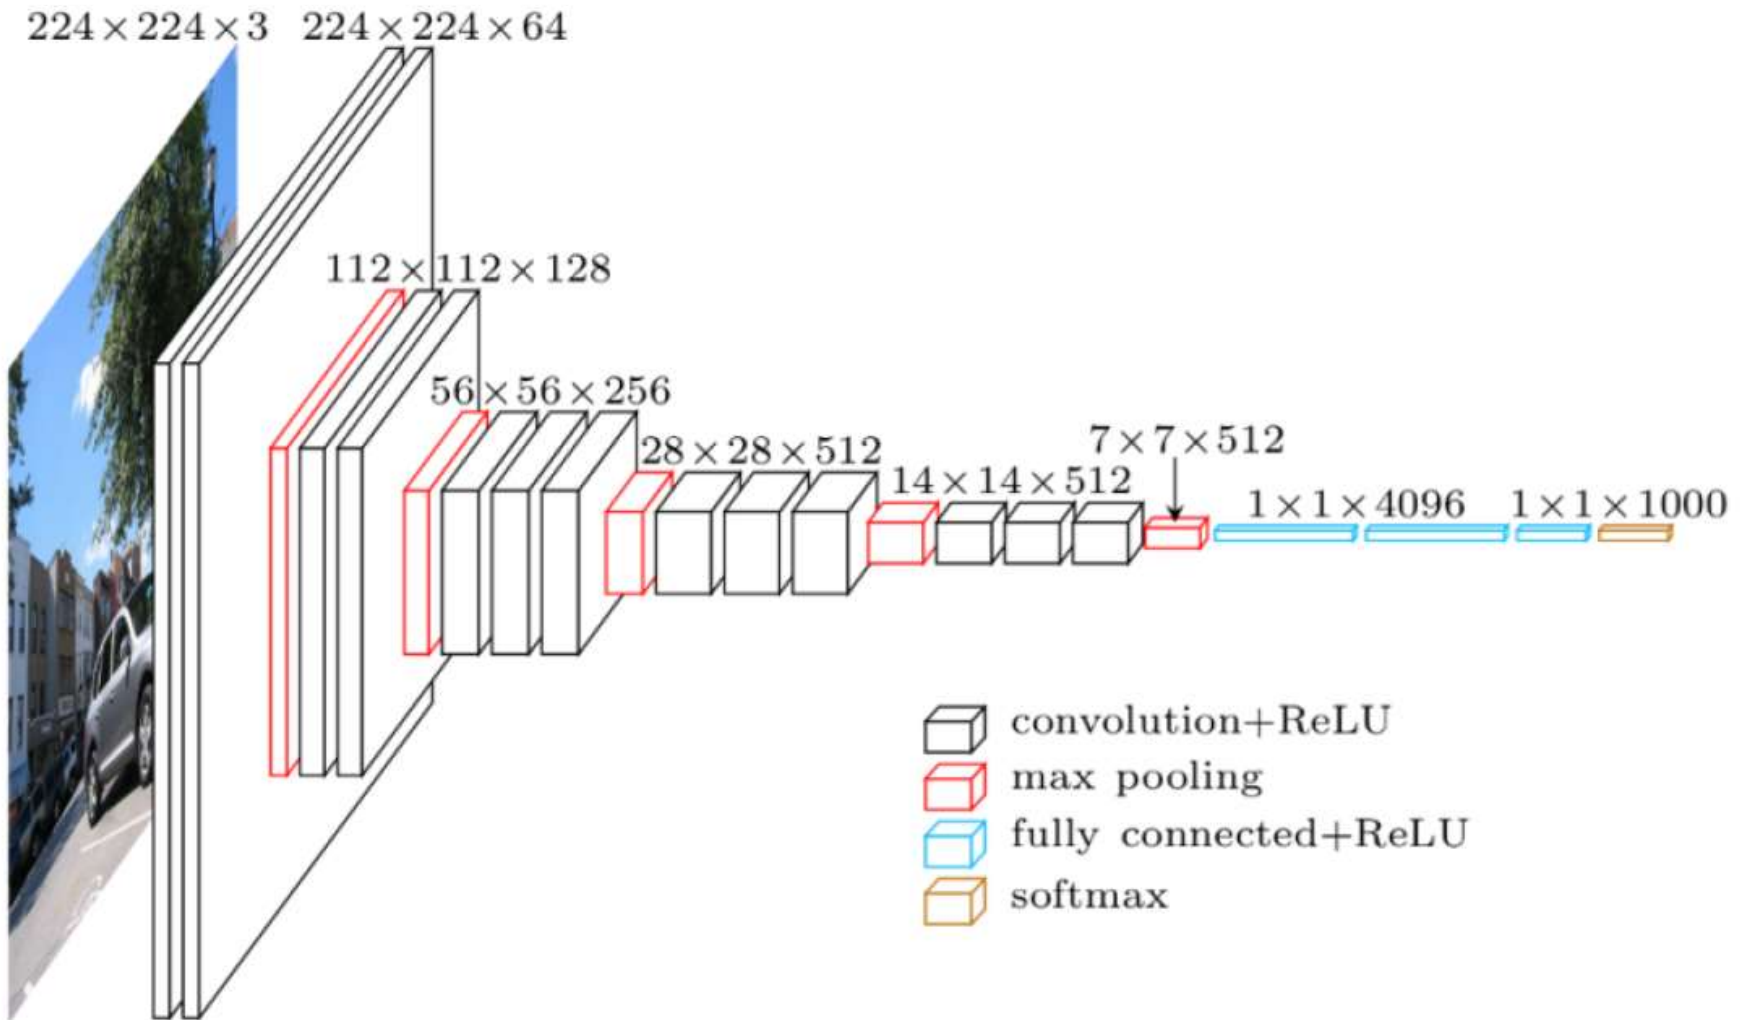 224×224×3
224×224×64
112×112×128
56×56×256
28×28×512
14×14×512
7×7×512
1×1×4096
1×1×1000
convolution+ReLU
max pooling
fully connected+ReLU
softmax